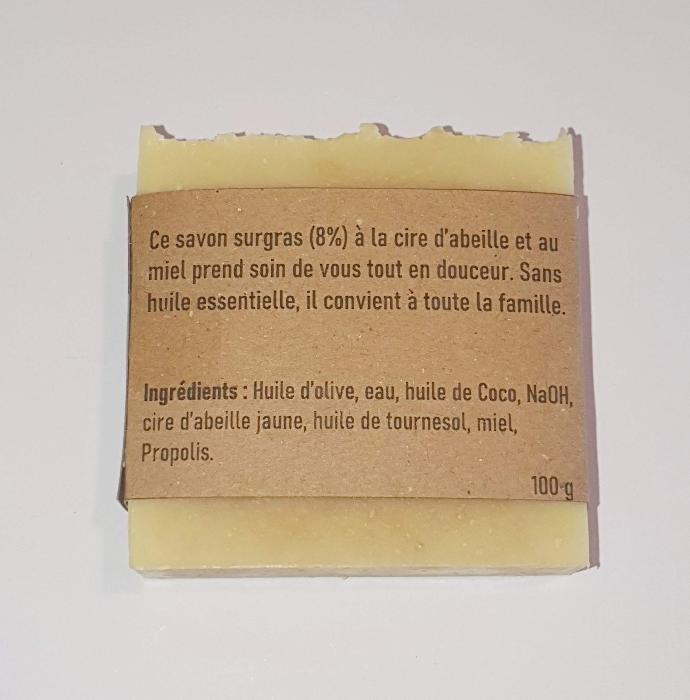 Ce savon surgras (8%) à la cire d'abeille et au
miel prend soin de vous tout en douceur. Sans
huile essentielle, il convient à toute la famille.
Ingrédients : Huile d'olive, eau, huile de Coco, NaOH,
cire d'abeille jaune, huile de tournesol, miel,
Propolis.
100 g